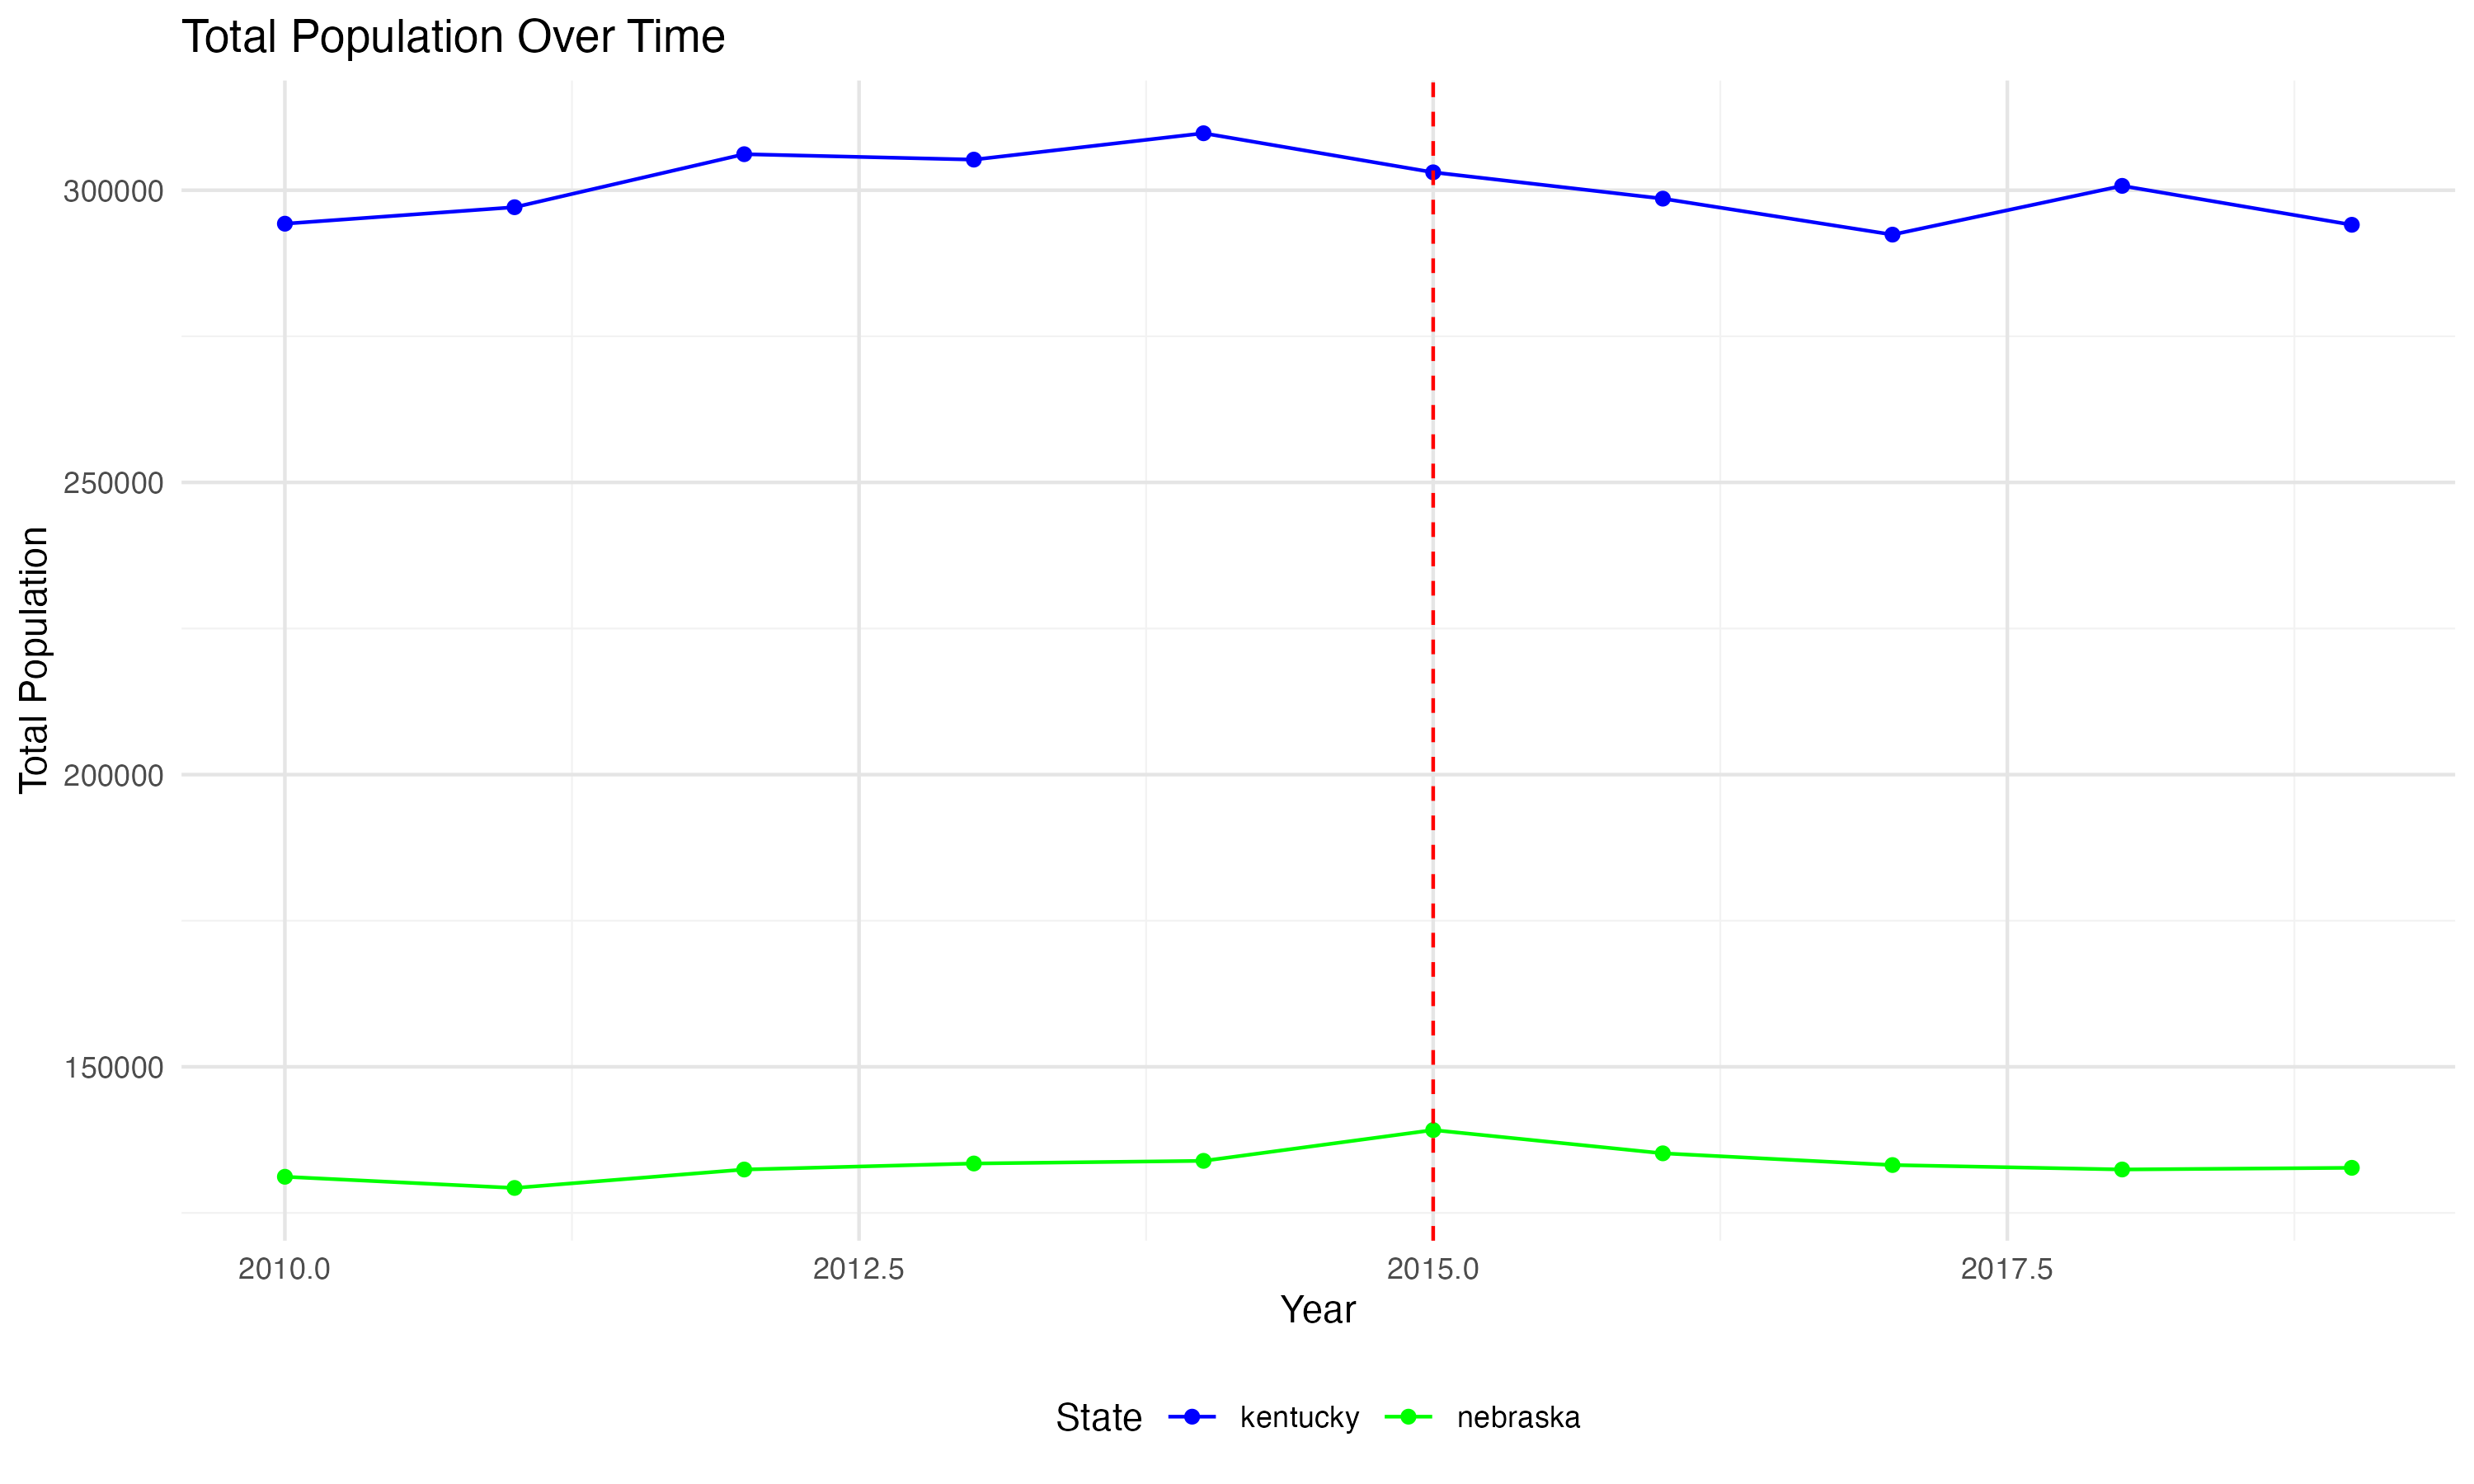 Total Population Over Time
Total Population
300000
250000
200000
150000
2010.0
2012.5
2015.0
2017.5
Year
State kentucky nebraska